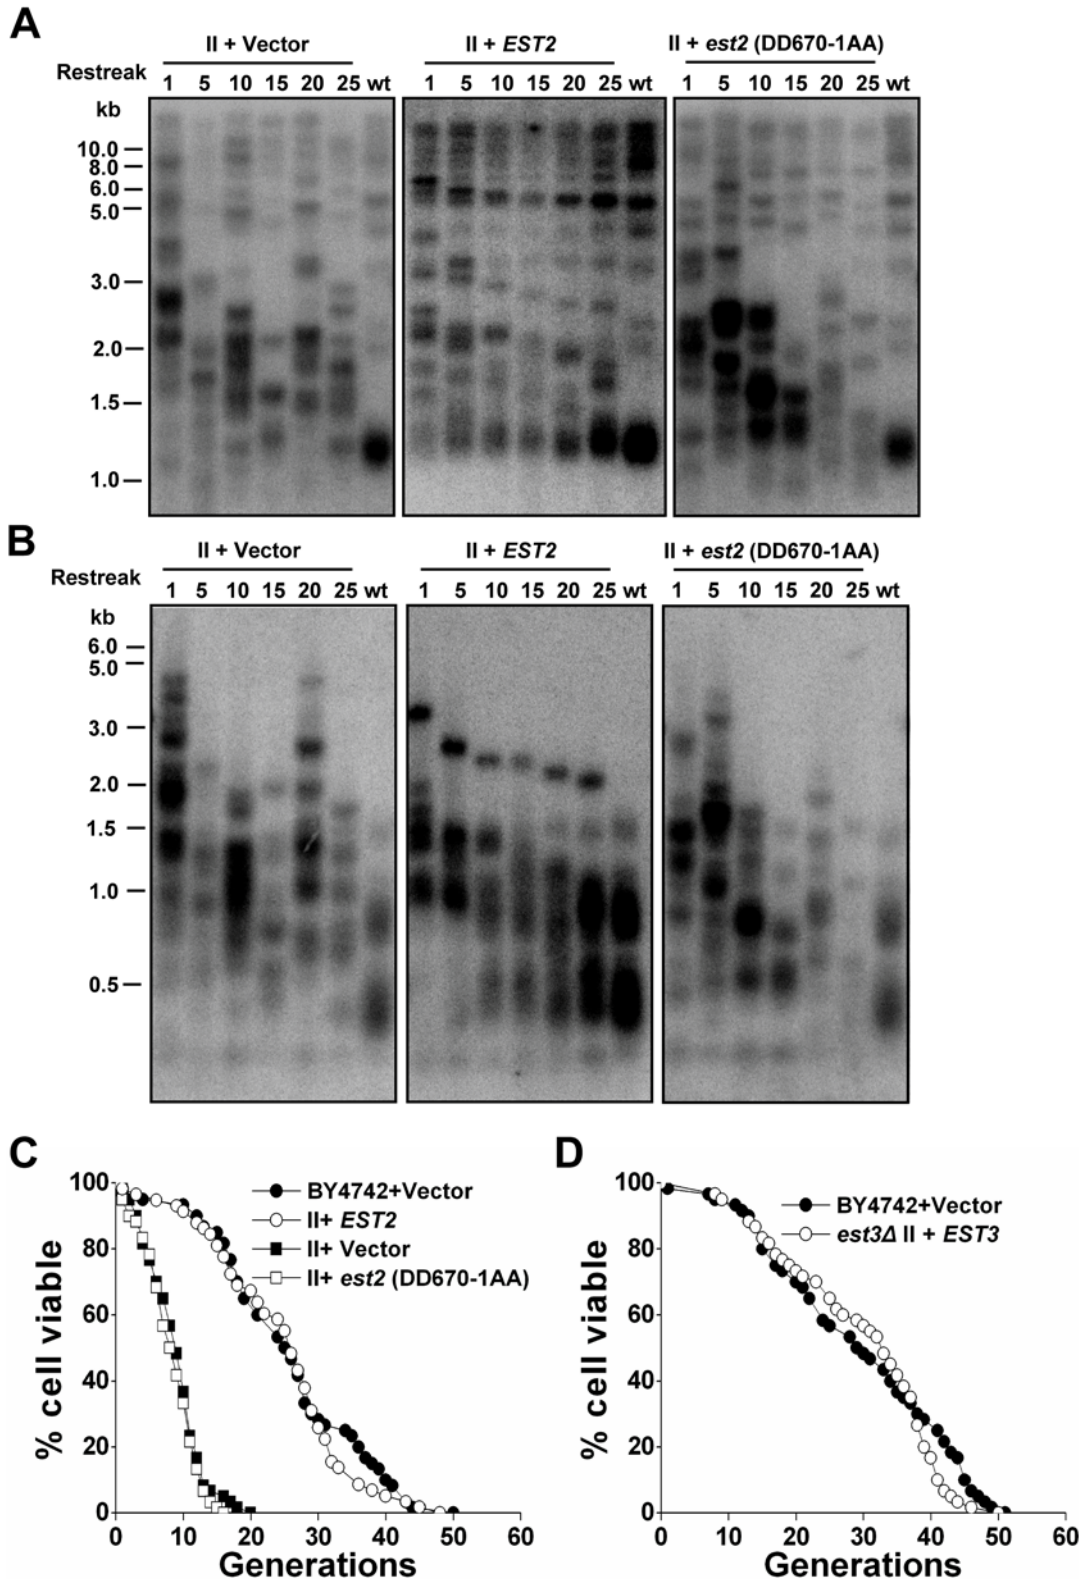 A
II + Vector
II + EST2
II + est2 (DD670-1AA)
Restreak
1 5 10 15 20 25 wt
1 5 10 15 20 25 wt
1 5 10 15 20 25 wt
kb
10.0
8.0
6.0
5.0
3.0
2.0
1.5
1.0
B
II + Vector
II + EST2
II + est2 (DD670-1AA)
Restreak
1 5 10 15 20 25 wt
1 5 10 15 20 25 wt
1 5 10 15 20 25 wt
kb
6.0
5.0
3.0
2.0
1.5
1.0
0.5
C
% cell viable
100
80
60
40
20
0
BY4742+Vector
II+ EST2
II+ Vector
II+ est2 (DD670-1AA)
0 10 20 30 40 50 60
Generations
D
% cell viable
100
80
60
40
20
0
BY4742+Vector
est3Δ II + EST3
0 10 20 30 40 50 60
Generations